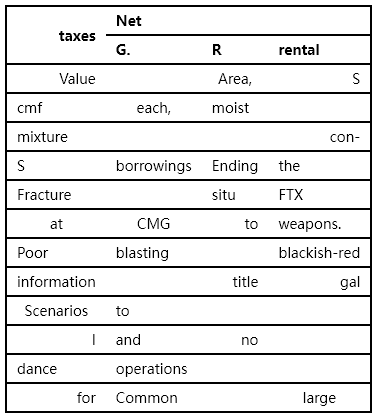 taxes Net
G. R rental
Value Area, S
cmf each, moist
mixture con-
S borrowings Ending the
Fracture situ FTX
at CMG to weapons.
Poor blasting blackish-red
information title gal
Scenarios to
I and no
dance operations
for Common large